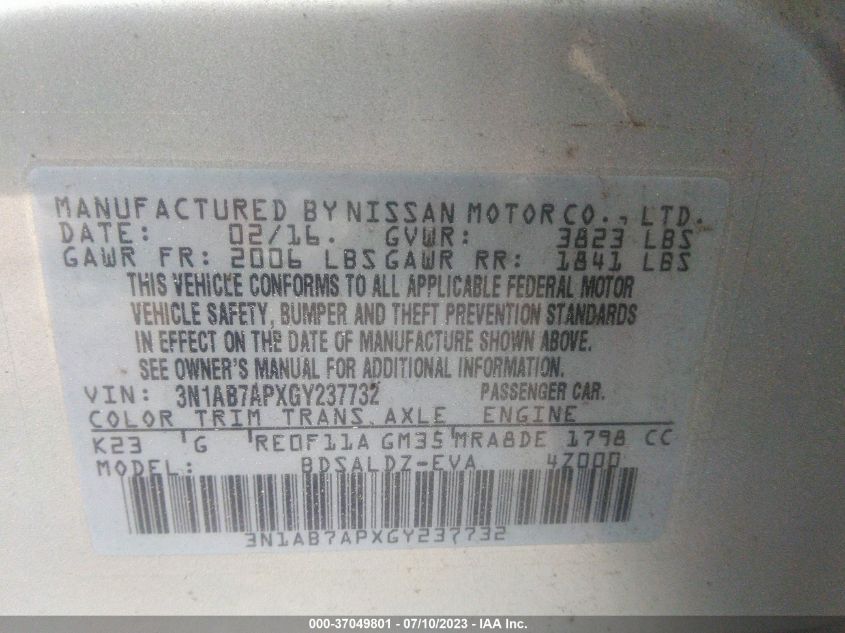 MANUFACTURED BY NISSAN MOTOR CO., LTD.
DATE: 02/16. GVWR: 3823 LBS
GAWR FR: 2006 LBS GAWR RR: 1841 LBS
THIS VEHICLE CONFORMS TO ALL APPLICABLE FEDERAL MOTOR
VEHICLE SAFETY, BUMPER AND THEFT PREVENTION STANDARDS
IN EFFECT ON THE DATE OF MANUFACTURE SHOWN ABOVE.
SEE OWNER'S MANUAL FOR ADDITIONAL INFORMATION.
VIN: 3N1AB7APXGY237732 PASSENGER CAR.
COLOR TRIM TRANS. AXLE ENGINE
K23 G RE0F11A GM35 MRA8DE 1798 CC
MODEL: BDSALDZ-EVA 4Z000
3N1AB7APXGY237732
000-37049801 - 07/10/2023 - IAA Inc.